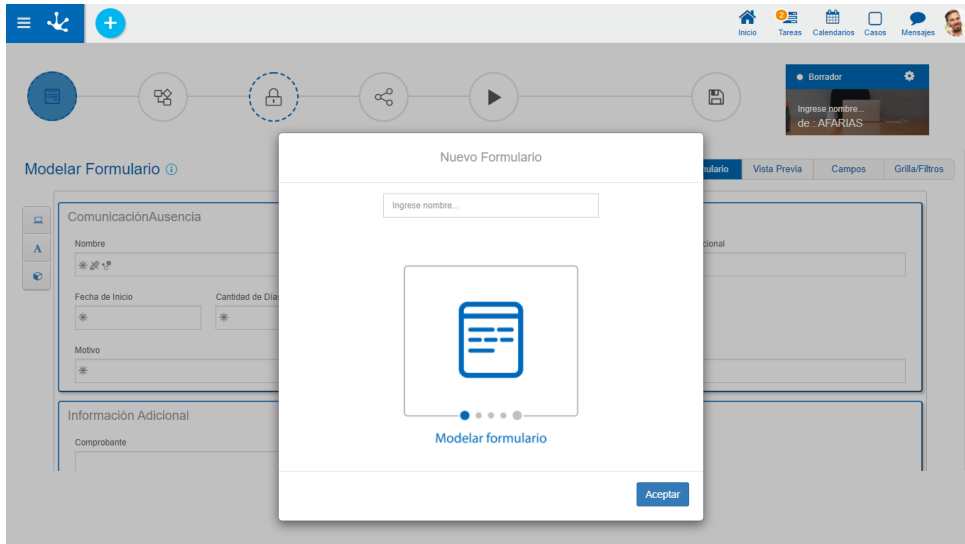 2
Inicio Tareas Calendarios Casos Mensajes
Borrador
Ingrese nombre...
de : AFARIAS
Nuevo Formulario
Modelar Formulario
mulario Vista Previa Campos Grilla/Filtros
Ingrese nombre...
ComunicaciónAusencia
Nombre
cional
Fecha de Inicio Cantidad de Día
Motivo
Información Adicional
Comprobante
Modelar formulario
Aceptar